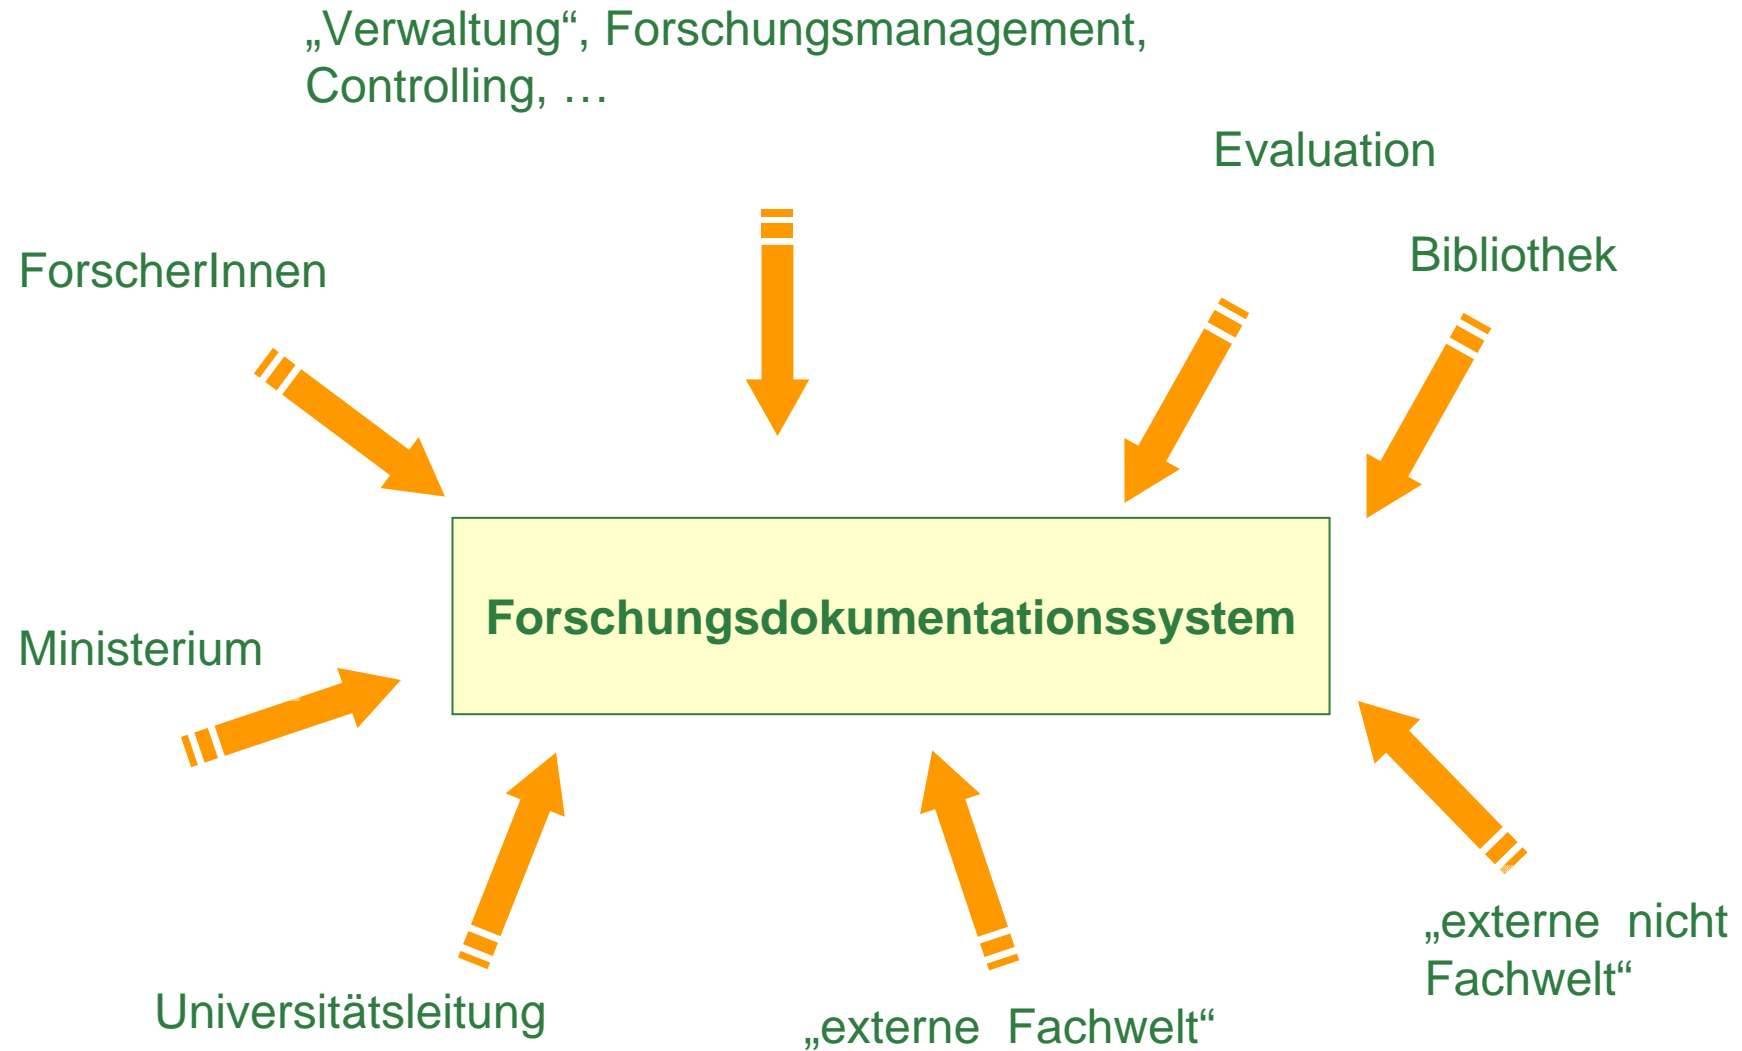 „Verwaltung“, Forschungsmanagement,
Controlling, …
Evaluation
Bibliothek
ForscherInnen
Forschungsdokumentationssystem
Ministerium
„externe nicht
Fachwelt“
Universitätsleitung
„externe Fachwelt“